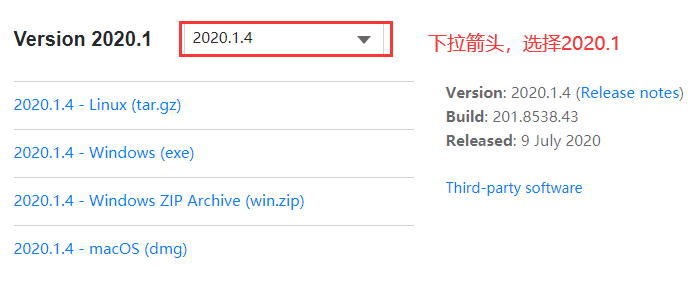 Version 2020.1
2020.1.4
下拉箭头，选择2020.1
2020.1.4 - Linux (tar.gz)
2020.1.4 - Windows (exe)
2020.1.4 - Windows ZIP Archive (win.zip)
2020.1.4 - macOS (dmg)
Version: 2020.1.4 (Release notes)
Build: 201.8538.43
Released: 9 July 2020
Third-party software